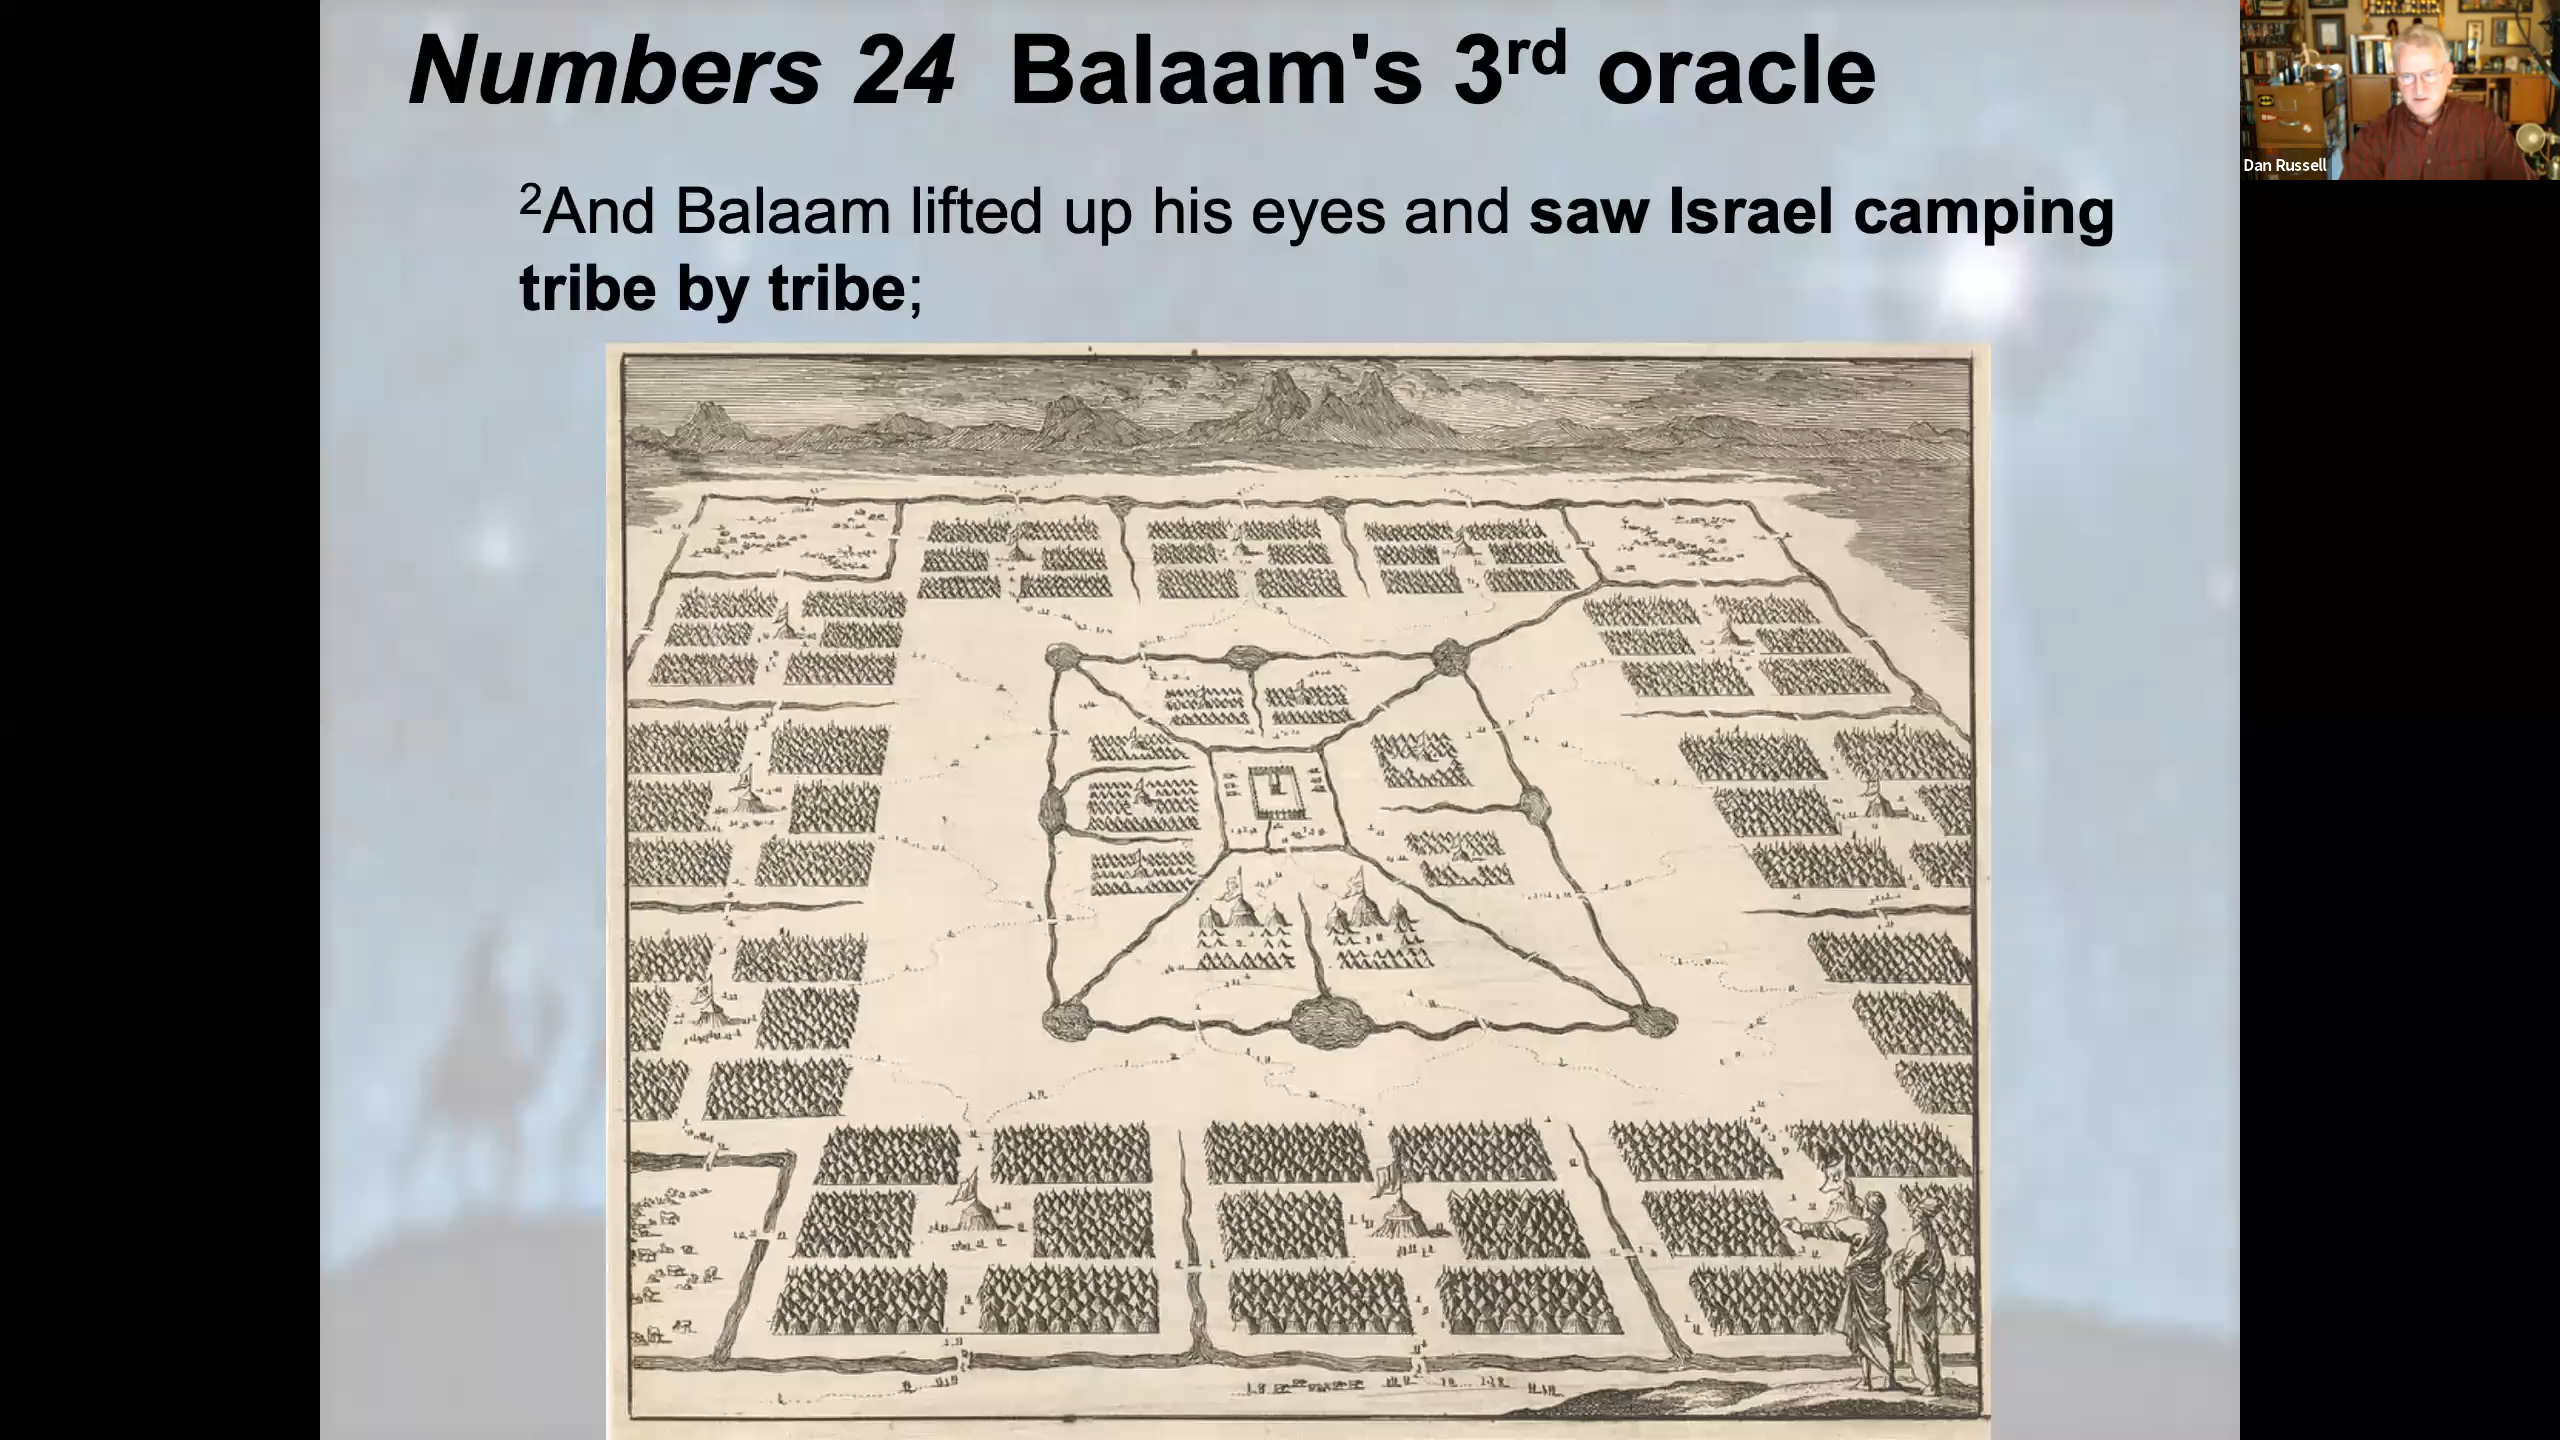 Numbers 24 Balaam's 3rd oracle
2And Balaam lifted up his eyes and saw Israel camping
tribe by tribe;
Dan Russell